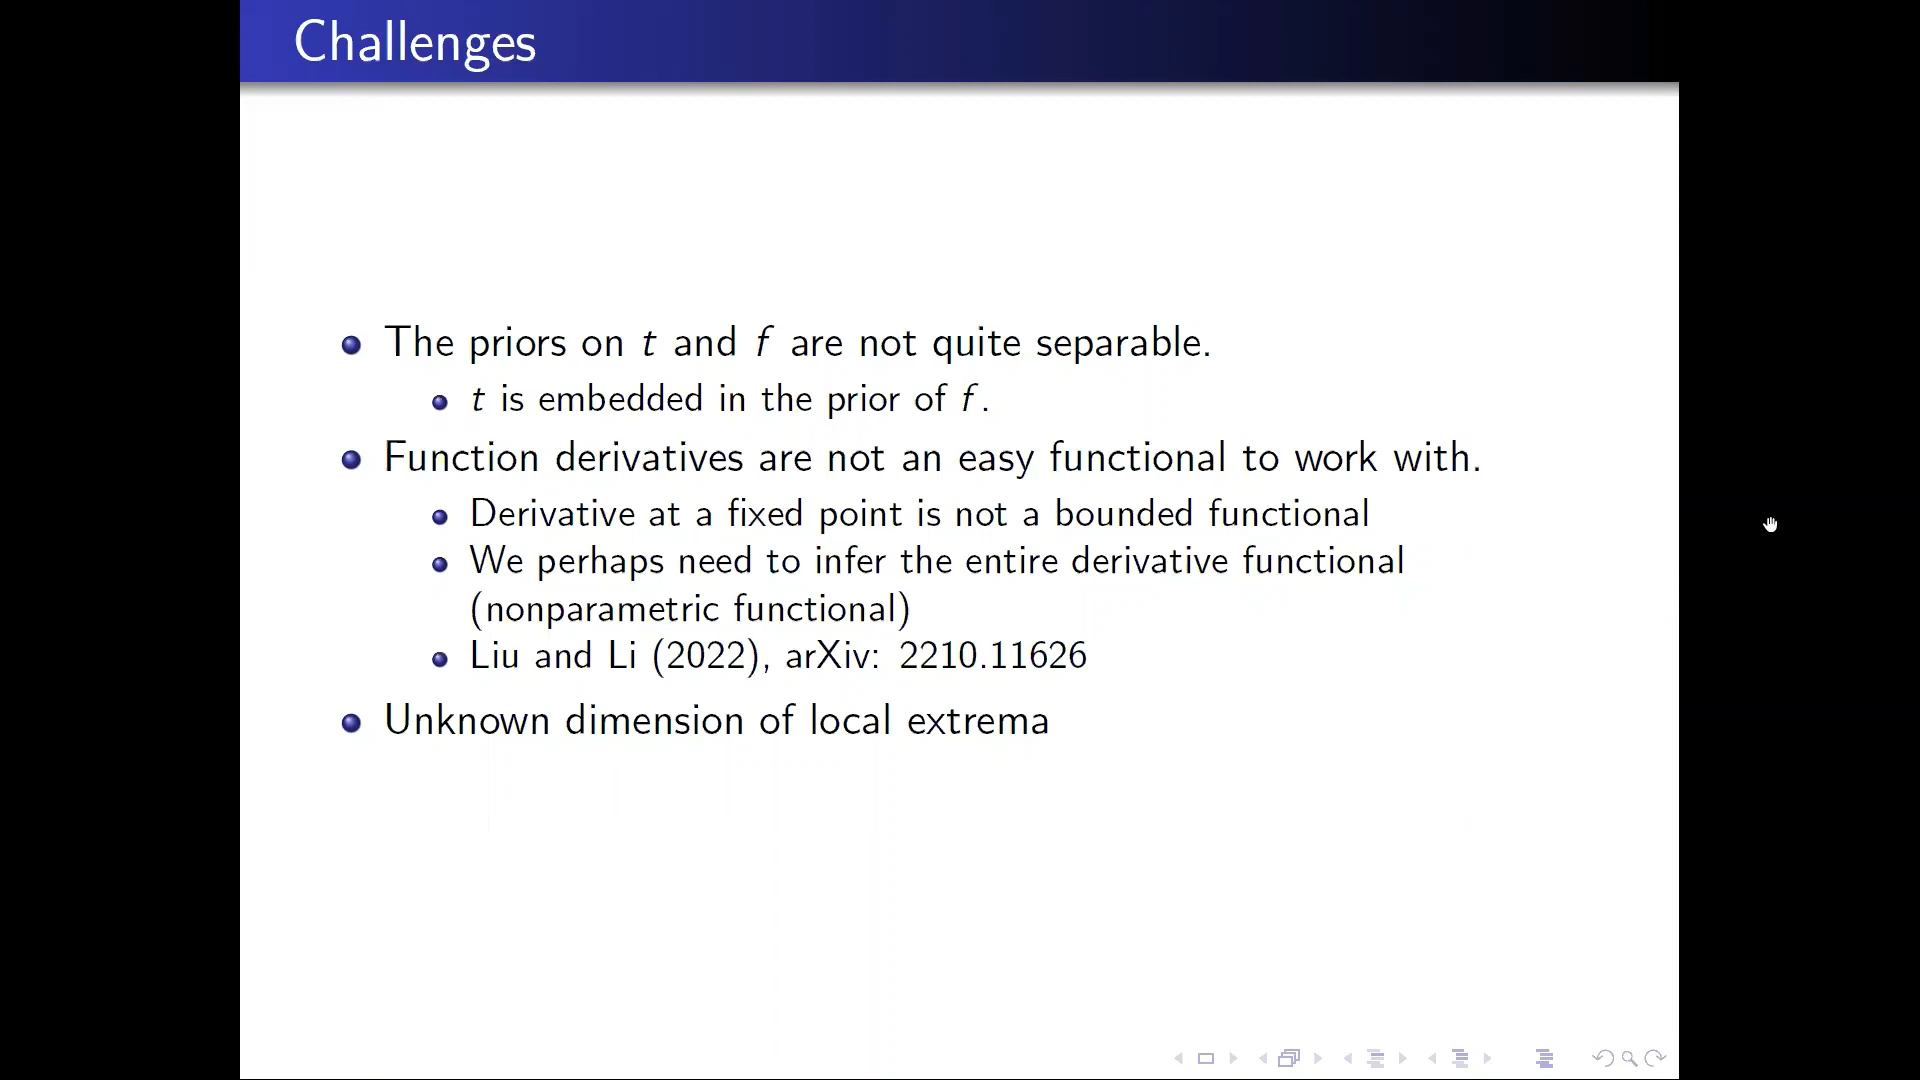 Challenges
The priors on t and f are not quite separable.
t is embedded in the prior of f.
Function derivatives are not an easy functional to work with.
Derivative at a fixed point is not a bounded functional
We perhaps need to infer the entire derivative functional
(nonparametric functional)
Liu and Li (2022), arXiv: 2210.11626
Unknown dimension of local extrema